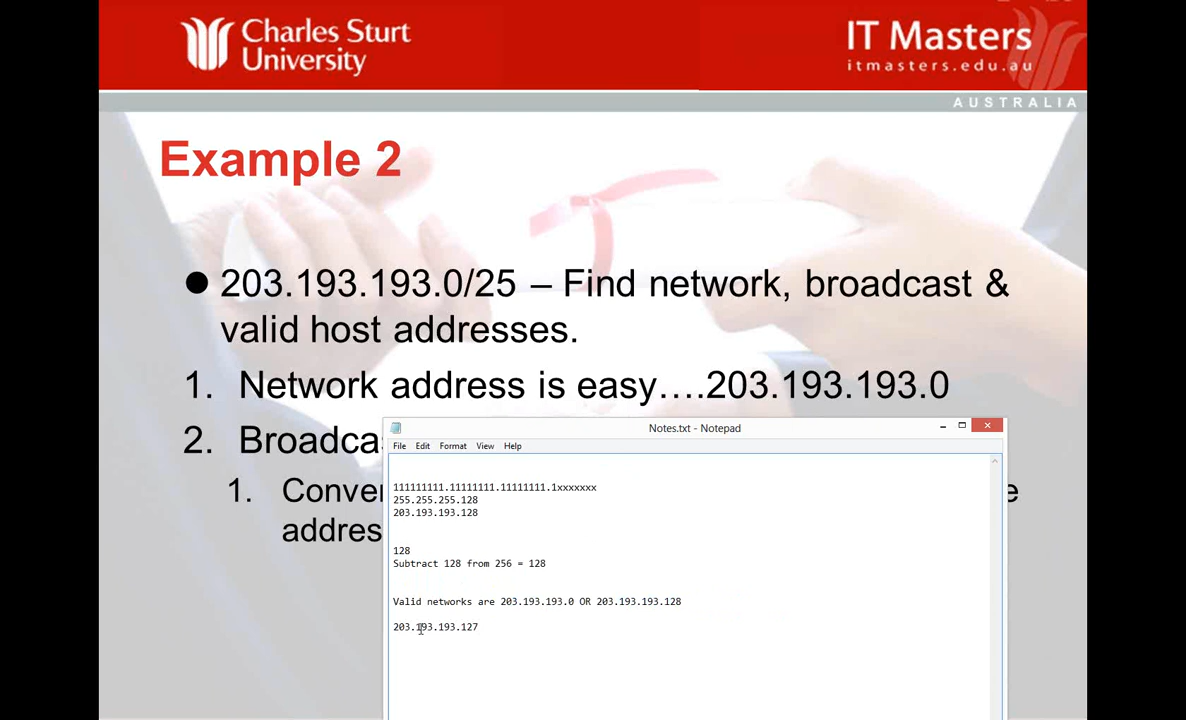 Charles Sturt
University
IT Masters
itmasters.edu.au
AUSTRALIA
Example 2
● 203.193.193.0/25 – Find network, broadcast &
valid host addresses.
1. Network address is easy….203.193.193.0
2. Broadca
1. Conver
e
addres
Notes.txt - Notepad
File Edit Format View Help
111111111.11111111.11111111.1xxxxxxx
255.255.255.128
203.193.193.128
128
Subtract 128 from 256 = 128
Valid networks are 203.193.193.0 OR 203.193.193.128
203.193.193.127